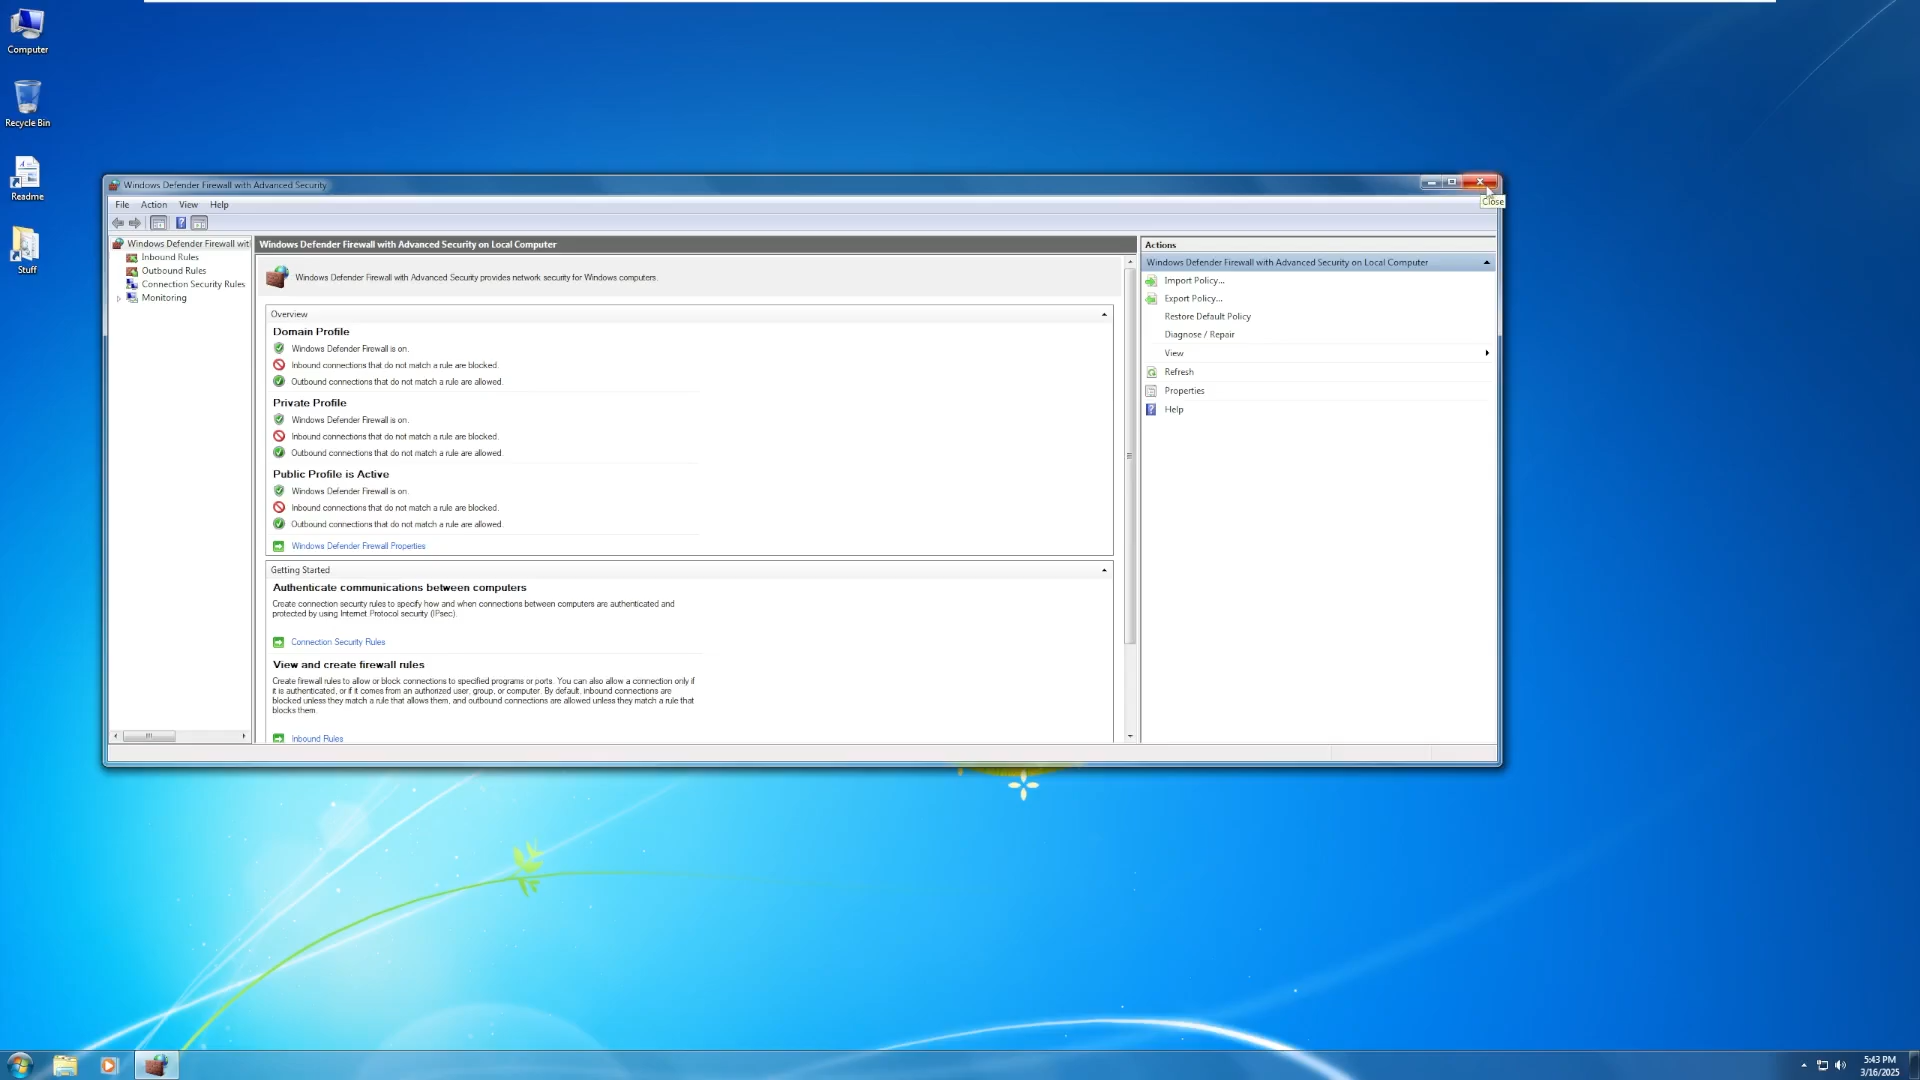 Computer
Recycle Bin
Readme
Stuff
Windows Defender Firewall with Advanced Security
Close
File Action View Help
Windows Defender Firewall wit
Inbound Rules
Outbound Rules
Connection Security Rules
Monitoring
Windows Defender Firewall with Advanced Security on Local Computer
Windows Defender Firewall with Advanced Security provides network security for Windows computers.
Overview
Domain Profile
Windows Defender Firewall is on.
Inbound connections that do not match a rule are blocked.
Outbound connections that do not match a rule are allowed.
Private Profile
Windows Defender Firewall is on.
Inbound connections that do not match a rule are blocked.
Outbound connections that do not match a rule are allowed.
Public Profile is Active
Windows Defender Firewall is on.
Inbound connections that do not match a rule are blocked.
Outbound connections that do not match a rule are allowed.
Windows Defender Firewall Properties
Getting Started
Authenticate communications between computers
Create connection security rules to specify how and when connections between computers are authenticated and
protected by using Internet Protocol security (IPsec).
Connection Security Rules
View and create firewall rules
Create firewall rules to allow or block connections to specified programs or ports. You can also allow a connection only if
it is authenticated, or if it comes from an authorized user, group, or computer. By default, inbound connections are
blocked unless they match a rule that allows them, and outbound connections are allowed unless they match a rule that
blocks them.
Inbound Rules
Actions
Windows Defender Firewall with Advanced Security on Local Computer
Import Policy...
Export Policy...
Restore Default Policy
Diagnose / Repair
View
Refresh
Properties
Help
5:43 PM
3/16/2025